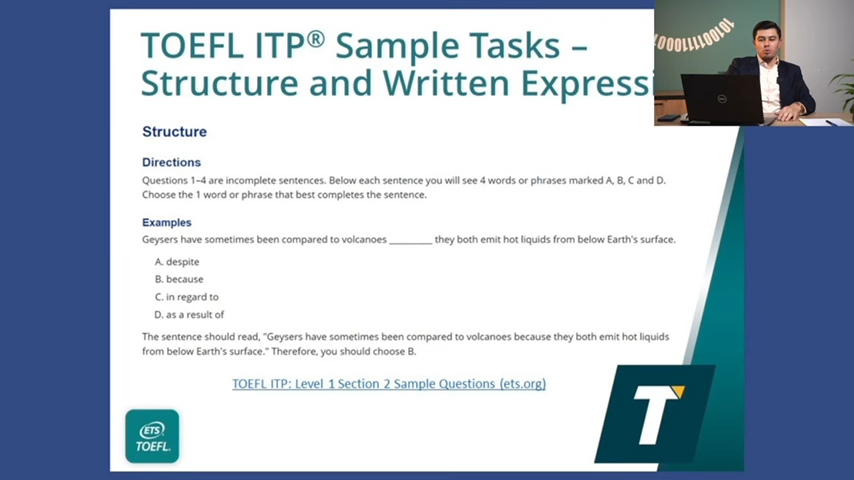 TOEFL ITP® Sample Tasks –
Structure and Written Expressi
Structure
Directions
Questions 1–4 are incomplete sentences. Below each sentence you will see 4 words or phrases marked A, B, C and D.
Choose the 1 word or phrase that best completes the sentence.
Examples
Geysers have sometimes been compared to volcanoes _________ they both emit hot liquids from below Earth's surface.
A. despite
B. because
C. in regard to
D. as a result of
The sentence should read, "Geysers have sometimes been compared to volcanoes because they both emit hot liquids
from below Earth's surface." Therefore, you should choose B.
TOEFL ITP: Level 1 Section 2 Sample Questions (ets.org)
ETS
TOEFL.
T
DELL